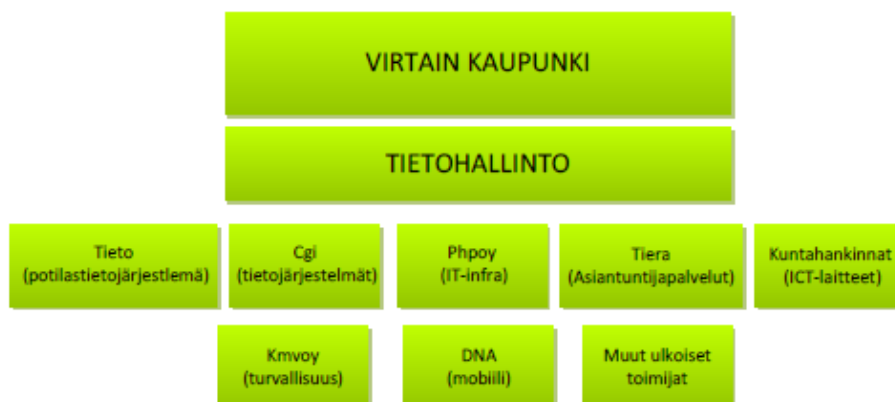 VIRTAIN KAUPUNKI
TIETOHALLINTO
Tieto
(potilastietojärjestlemä)
Cgi
(tietojärjestelmät)
Phpoy
(IT-infra)
Tiera
(Asiantuntijapalvelut)
Kuntahankinnat
(ICT-laitteet)
Kmvoy
(turvallisuus)
DNA
(mobiili)
Muut ulkoiset
toimijat